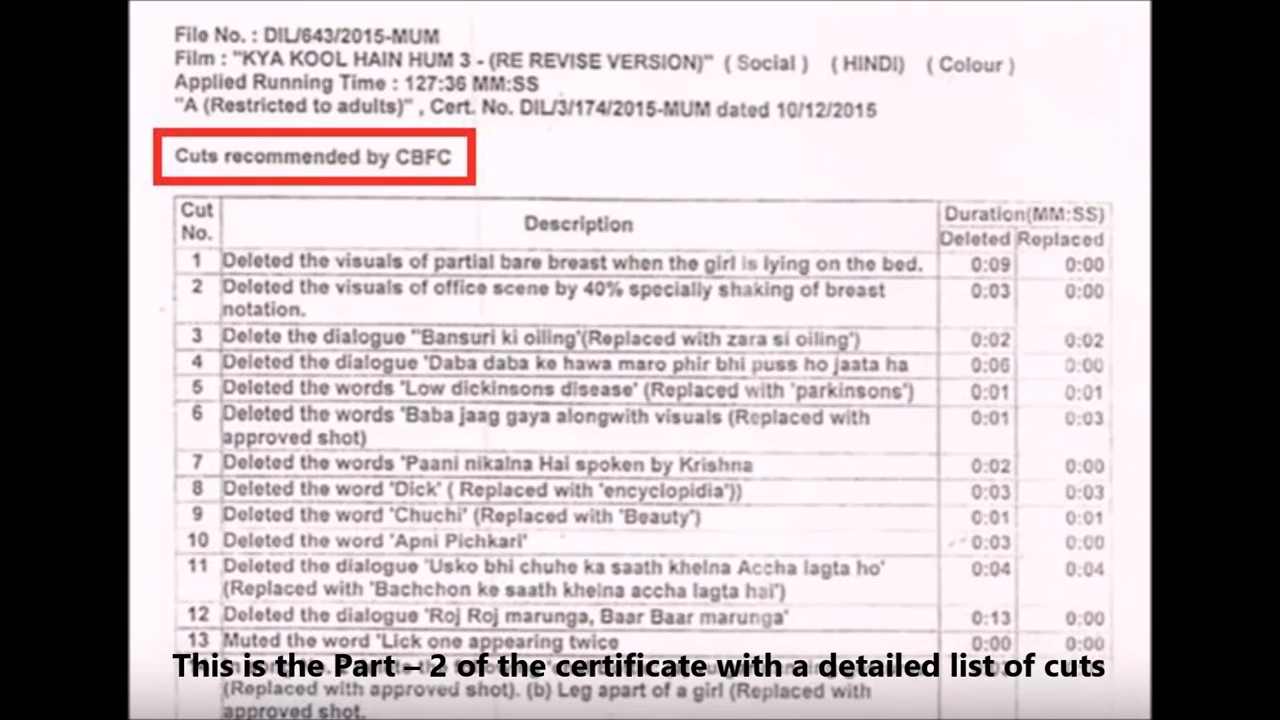 File No. : DIL/643/2015-MUM
Film : "KYA KOOL HAIN HUM 3 - (RE REVISE VERSION)" ( Social ) ( HINDI) ( Colour )
Applied Running Time : 127:36 MM:SS
"A (Restricted to adults)" , Cert. No. DIL/3/174/2015-MUM dated 10/12/2015
Cuts recommended by CBFC
Cut No. Description Duration(MM:SS)
Deleted Replaced
1 Deleted the visuals of partial bare breast when the girl is lying on the bed. 0:09 0:00
2 Deleted the visuals of office scene by 40% specially shaking of breast 0:03 0:00
notation.
3 Delete the dialogue "Bansuri ki oiling'(Replaced with zara si oiling') 0:02 0:02
4 Deleted the dialogue 'Daba daba ke hawa maro phir bhi puss ho jaata ha 0:06 0:00
5 Deleted the words 'Low dickinsons disease' (Replaced with 'parkinsons') 0:01 0:01
6 Deleted the words 'Baba jaag gaya alongwith visuals (Replaced with 0:01 0:03
approved shot)
7 Deleted the words 'Paani nikalna Hai spoken by Krishna 0:02 0:00
8 Deleted the word 'Dick' ( Replaced with 'encyclopidia')) 0:03 0:03
9 Deleted the word 'Chuchi' (Replaced with 'Beauty') 0:01 0:01
10 Deleted the word 'Apni Pichkari' 0:03 0:00
11 Deleted the dialogue 'Usko bhi chuhe ka saath khelna Accha lagta ho' 0:04 0:04
(Replaced with 'Bachchon ke saath khelna accha lagta hai')
12 Deleted the dialogue 'Roj Roj marunga, Baar Baar marunga' 0:13 0:00
13 Muted the word 'Lick one appearing twice 0:00 0:00
This is the Part – 2 of the certificate with a detailed list of cuts
(Replaced with approved shot). (b) Leg apart of a girl (Replaced with
approved shot.